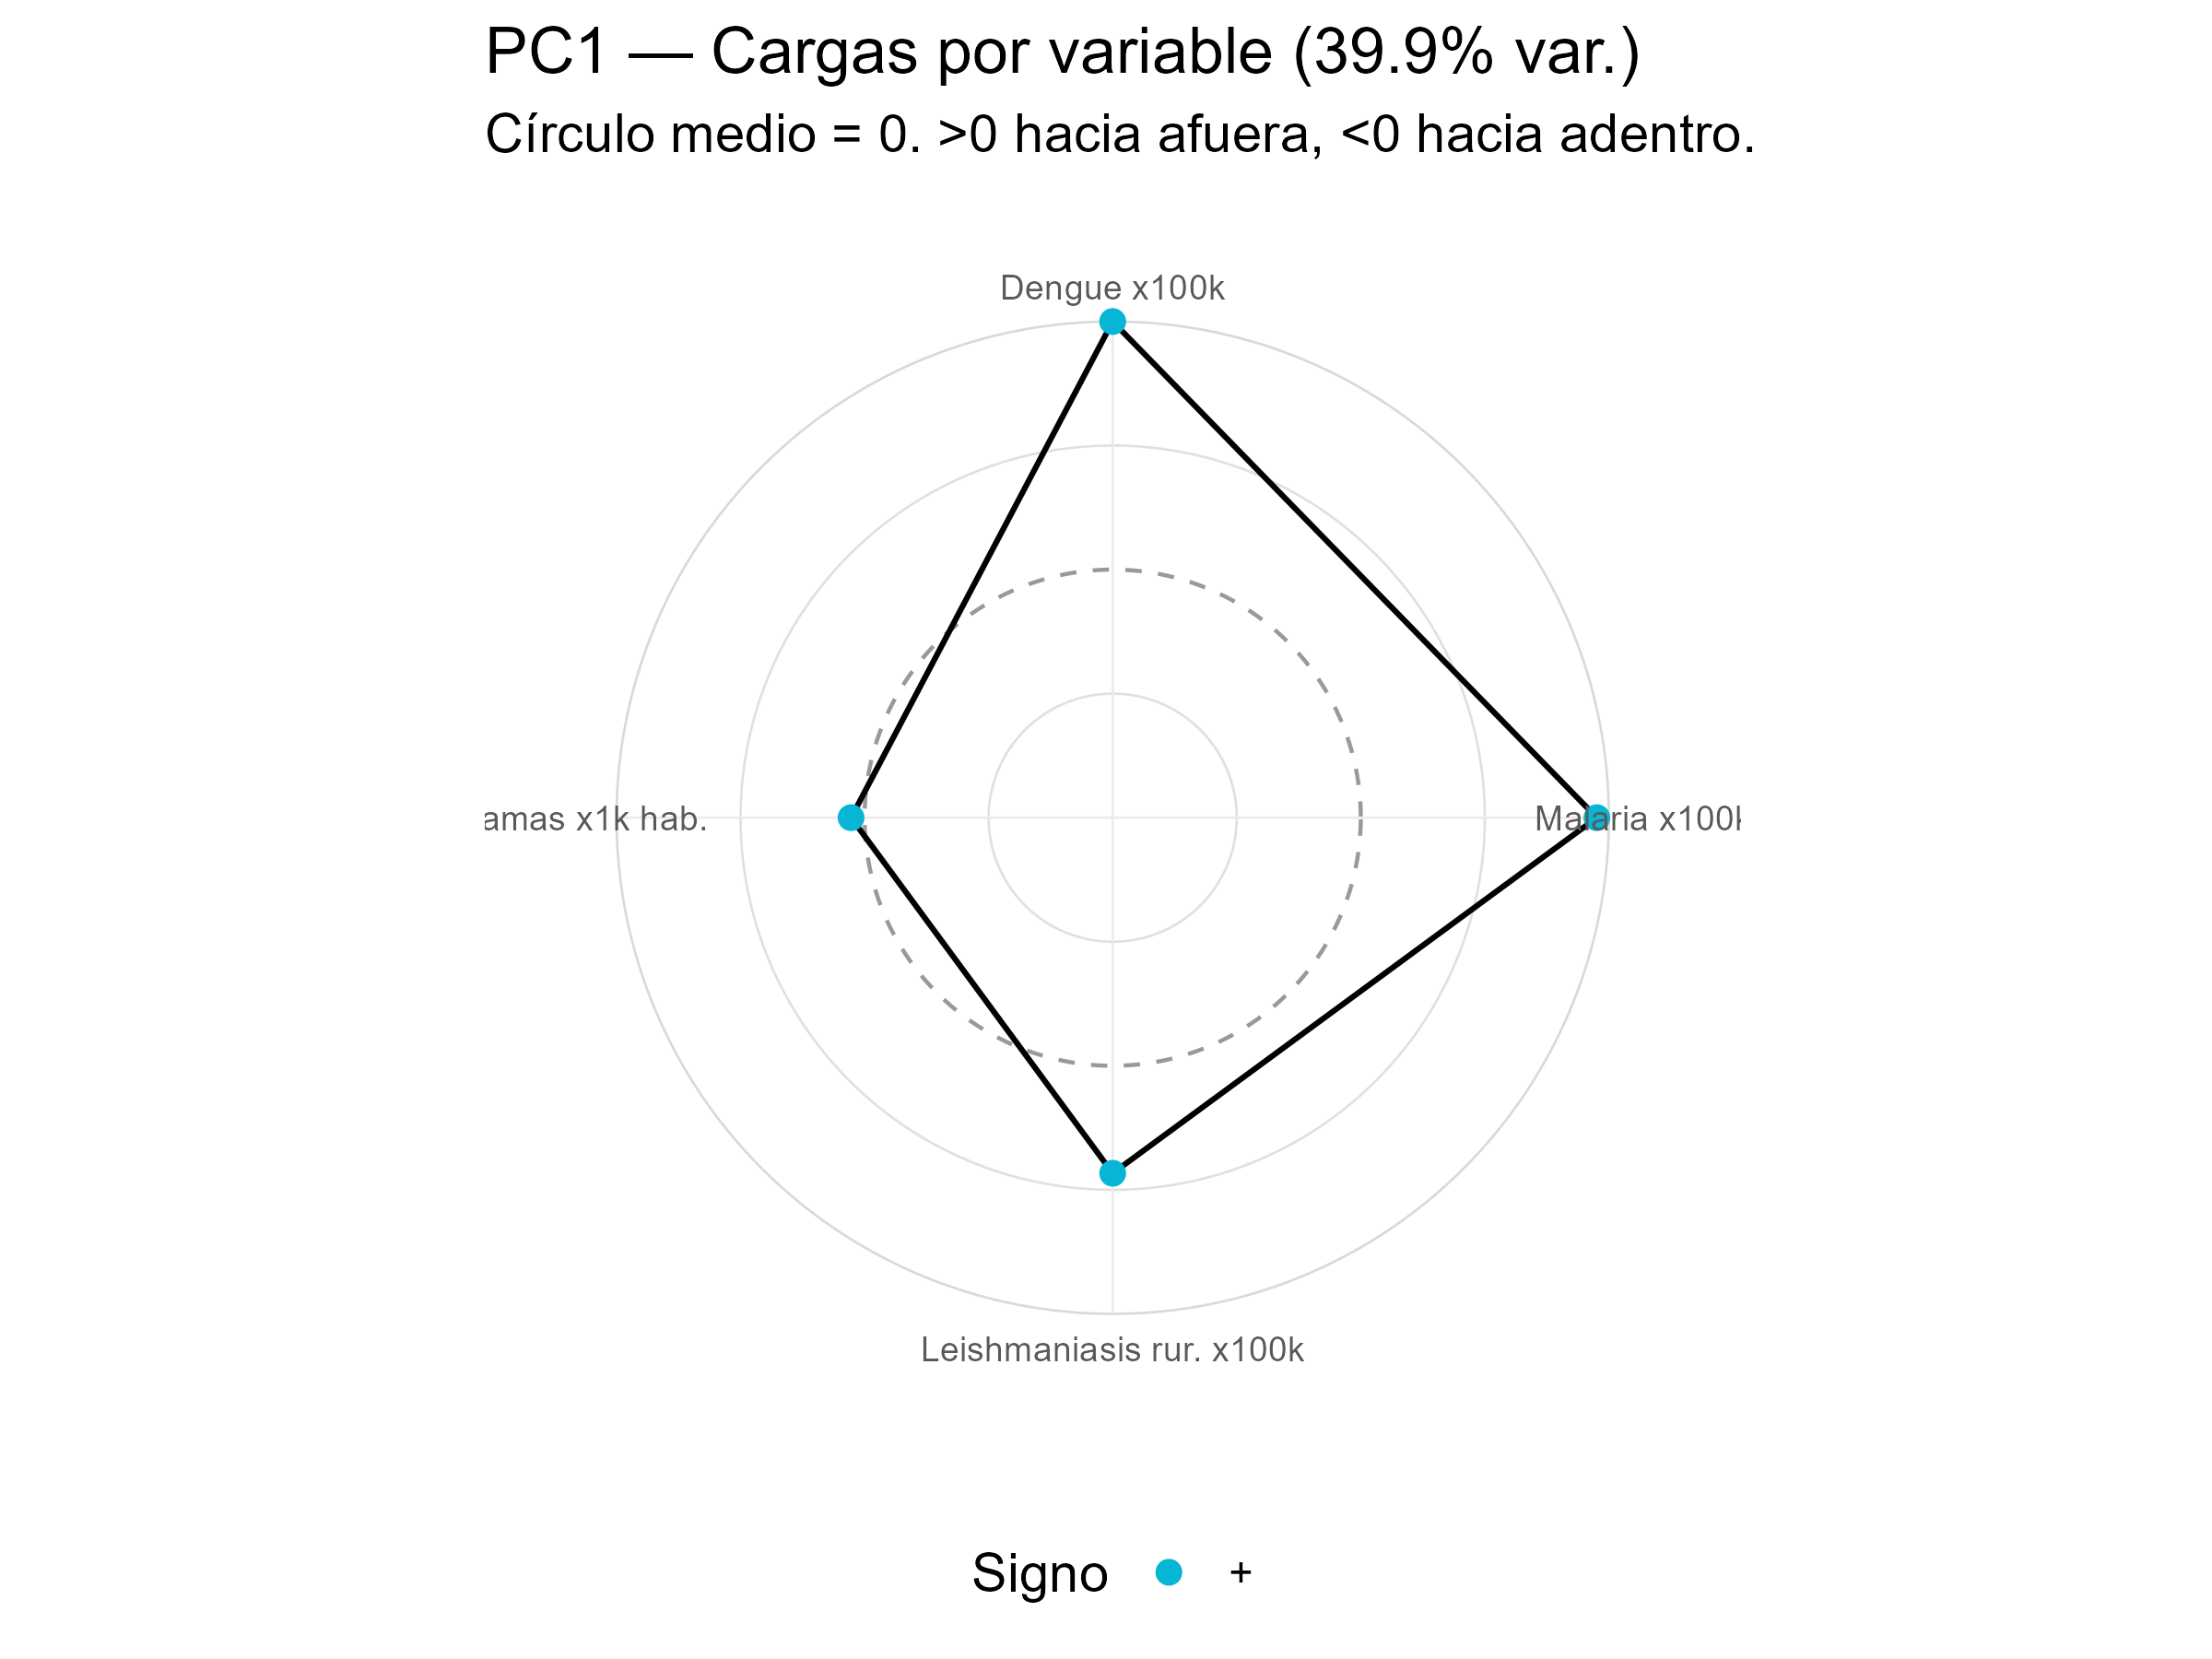 PC1 — Cargas por variable (39.9% var.)
Círculo medio = 0. >0 hacia afuera, <0 hacia adentro.
Dengue x100k
amas x1k hab.
Malaria x100k
Leishmaniasis rur. x100k
Signo +